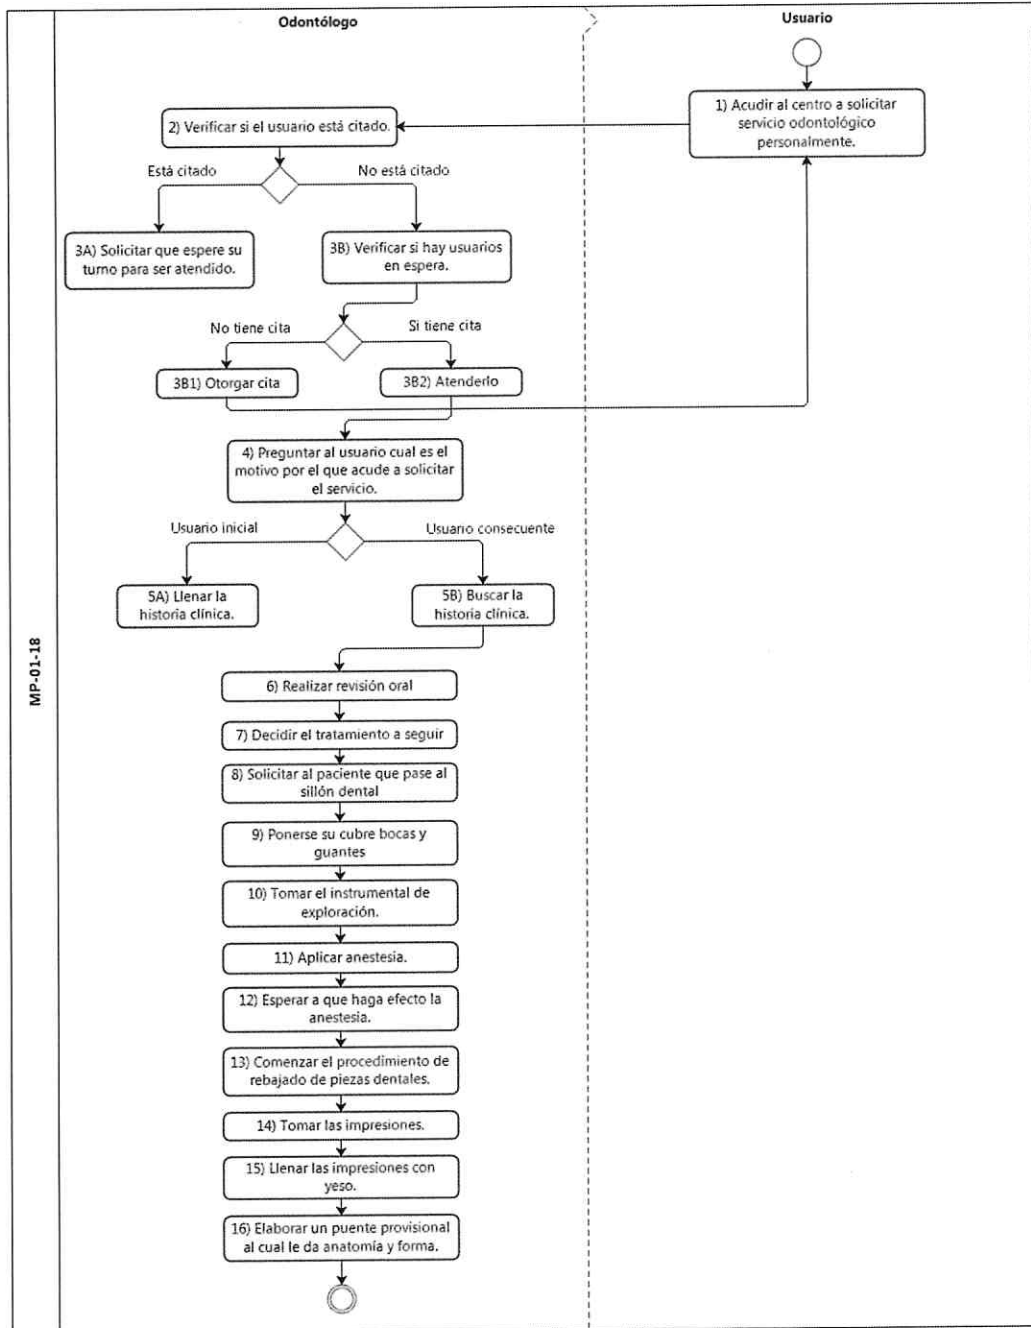 Odontólogo
Usuario
1) Acudir al centro a solicitar
servicio odontológico
personalmente.
2) Verificar si el usuario está citado.
Está citado
No está citado
3A) Solicitar que espere su
turno para ser atendido.
3B) Verificar si hay usuarios
en espera.
No tiene cita
Si tiene cita
3B1) Otorgar cita
3B2) Atenderlo
4) Preguntar al usuario cual es el
motivo por el que acude a solicitar
el servicio.
Usuario inicial
Usuario consecuente
5A) Llenar la
historia clínica.
5B) Buscar la
historia clínica.
MP-01-18
6) Realizar revisión oral
7) Decidir el tratamiento a seguir
8) Solicitar al paciente que pase al
sillón dental
9) Ponerse su cubre bocas y
guantes
10) Tomar el instrumental de
exploración.
11) Aplicar anestesia.
12) Esperar a que haga efecto la
anestesia.
13) Comenzar el procedimiento de
rebajado de piezas dentales.
14) Tomar las impresiones.
15) Llenar las impresiones con
yeso.
16) Elaborar un puente provisional
al cual le da anatomía y forma.